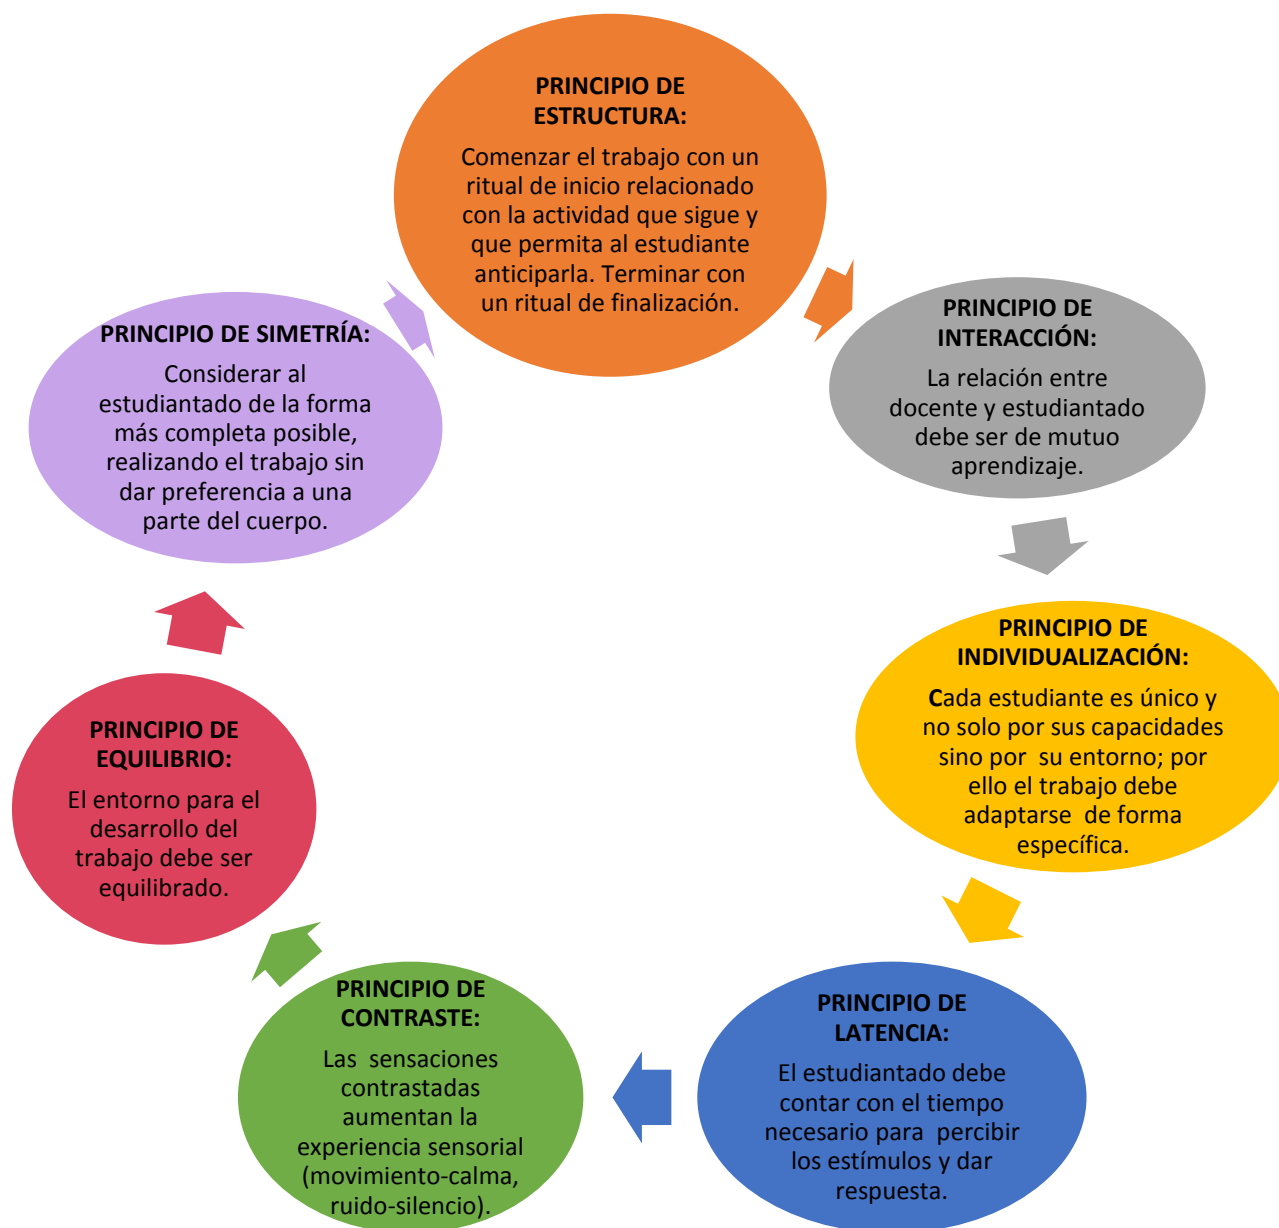 PRINCIPIO DE
ESTRUCTURA:
Comenzar el trabajo con un
ritual de inicio relacionado
con la actividad que sigue y
que permita al estudiante
anticiparla. Terminar con
un ritual de finalización.
PRINCIPIO DE
INTERACCIÓN:
La relación entre
docente y estudiantado
debe ser de mutuo
aprendizaje.
PRINCIPIO DE
INDIVIDUALIZACIÓN:
Cada estudiante es único y
no solo por sus capacidades
sino por su entorno; por
ello el trabajo debe
adaptarse de forma
específica.
PRINCIPIO DE
LATENCIA:
El estudiantado debe
contar con el tiempo
necesario para percibir
los estímulos y dar
respuesta.
PRINCIPIO DE
CONTRASTE:
Las sensaciones
contrastadas
aumentan la
experiencia sensorial
(movimiento-calma,
ruido-silencio).
PRINCIPIO DE
EQUILIBRIO:
El entorno para el
desarrollo del
trabajo debe ser
equilibrado.
PRINCIPIO DE SIMETRÍA:
Considerar al
estudiantado de la forma
más completa posible,
realizando el trabajo sin
dar preferencia a una
parte del cuerpo.